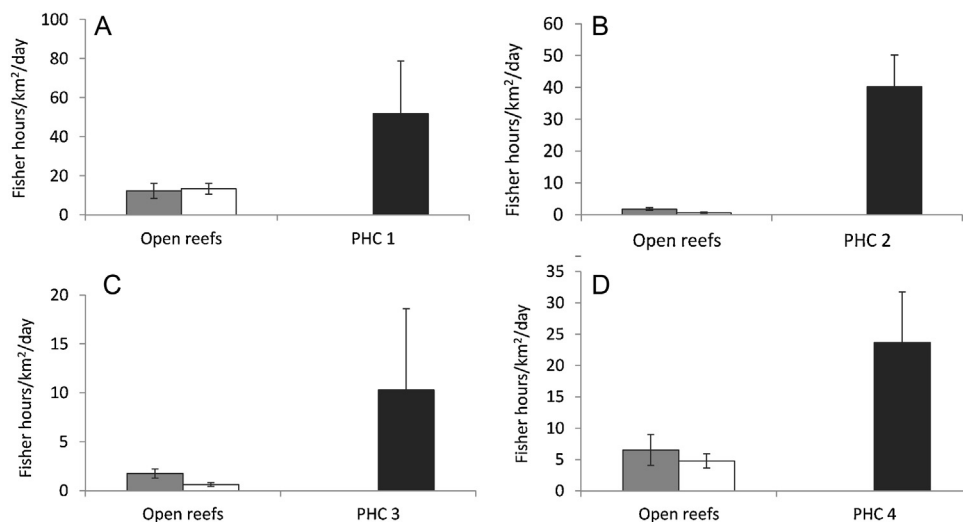 A
Fisher hours/km²/day
100
80
60
40
20
0
Open reefs PHC 1
B
Fisher hours/km²/day
60
50
40
30
20
10
0
Open reefs PHC 2
C
Fisher hours/km²/day
20
15
10
5
0
Open reefs PHC 3
D
Fisher hours/km²/day
35
30
25
20
15
10
5
0
Open reefs PHC 4